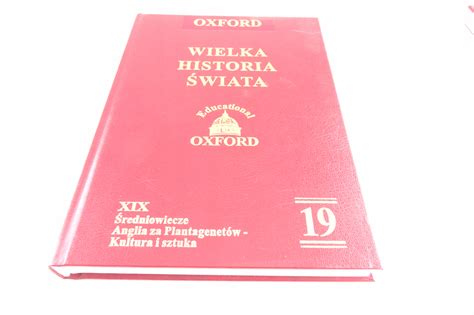 OXFORD
WIELKA
HISTORIA
ŚWIATA
Educational
OXFORD
XIX
Średniowiecze
Anglia za Plantagenetów -
Kultura i sztuka
19